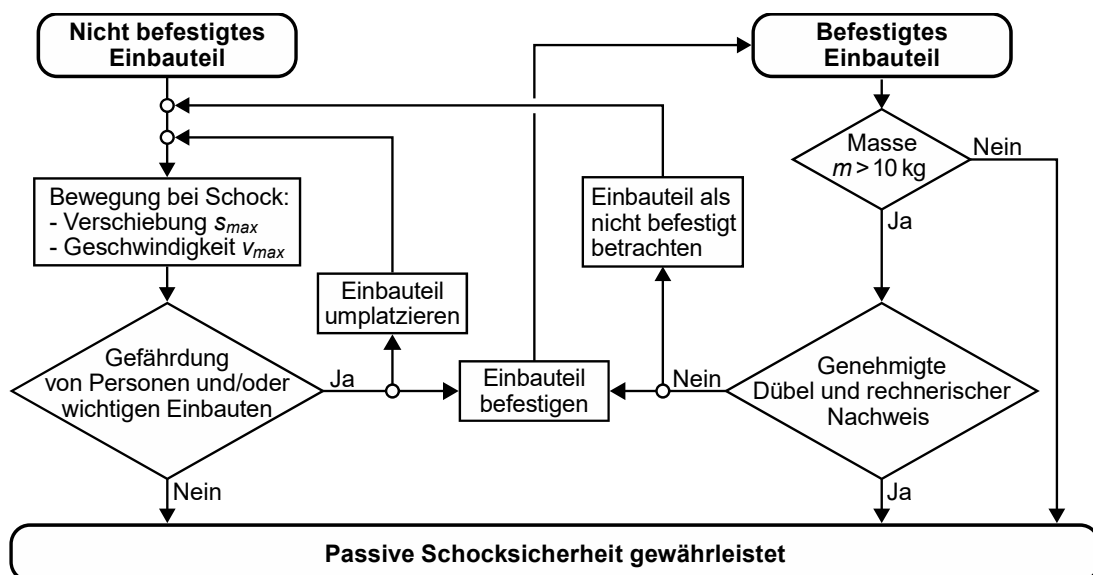 Nicht befestigtes
Einbauteil
Befestigtes
Einbauteil
Masse
m > 10 kg
Nein
Ja
Bewegung bei Schock:
- Verschiebung smax
- Geschwindigkeit vmax
Einbauteil als
nicht befestigt
betrachten
Einbauteil
umplatzieren
Gefährdung
von Personen und/oder
wichtigen Einbauten
Ja
Nein
Einbauteil
befestigen
Nein
Genehmigte
Dübel und rechnerischer
Nachweis
Ja
Passive Schocksicherheit gewährleistet